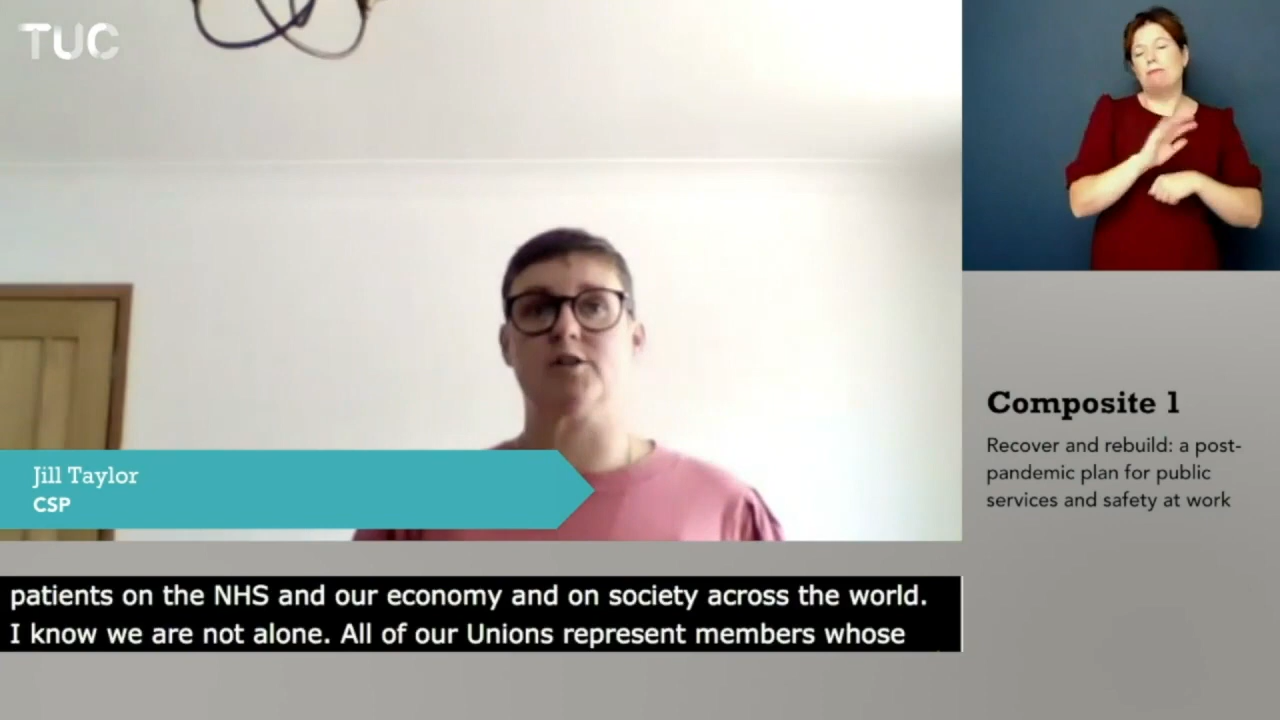 TUC
Jill Taylor
CSP
Composite 1
Recover and rebuild: a post-
pandemic plan for public
services and safety at work
patients on the NHS and our economy and on society across the world.
I know we are not alone. All of our Unions represent members whose